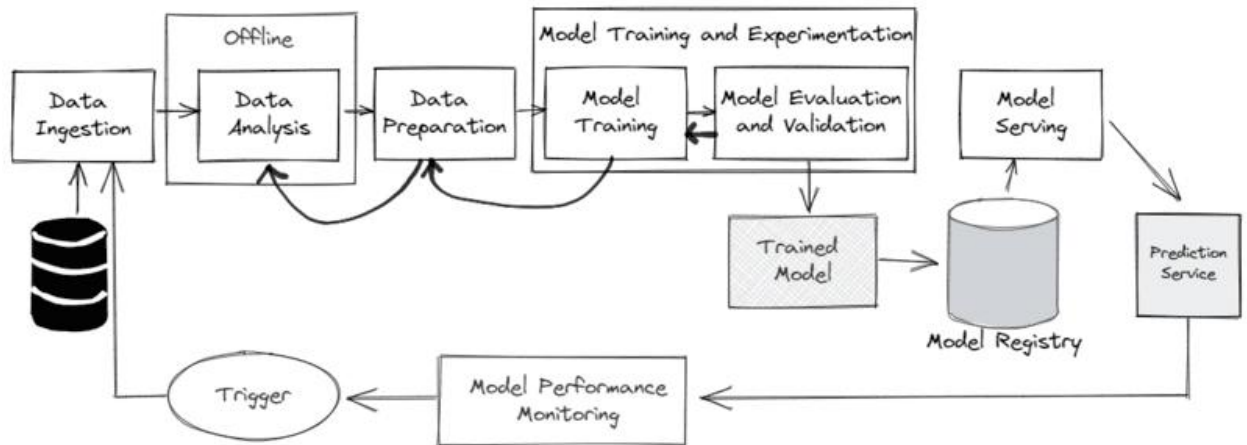 Offline
Model Training and Experimentation
Data
Ingestion
Data
Analysis
Data
Preparation
Model
Training
Model Evaluation
and Validation
Model
Serving
Trained
Model
Prediction
Service
Model Registry
Trigger
Model Performance
Monitoring